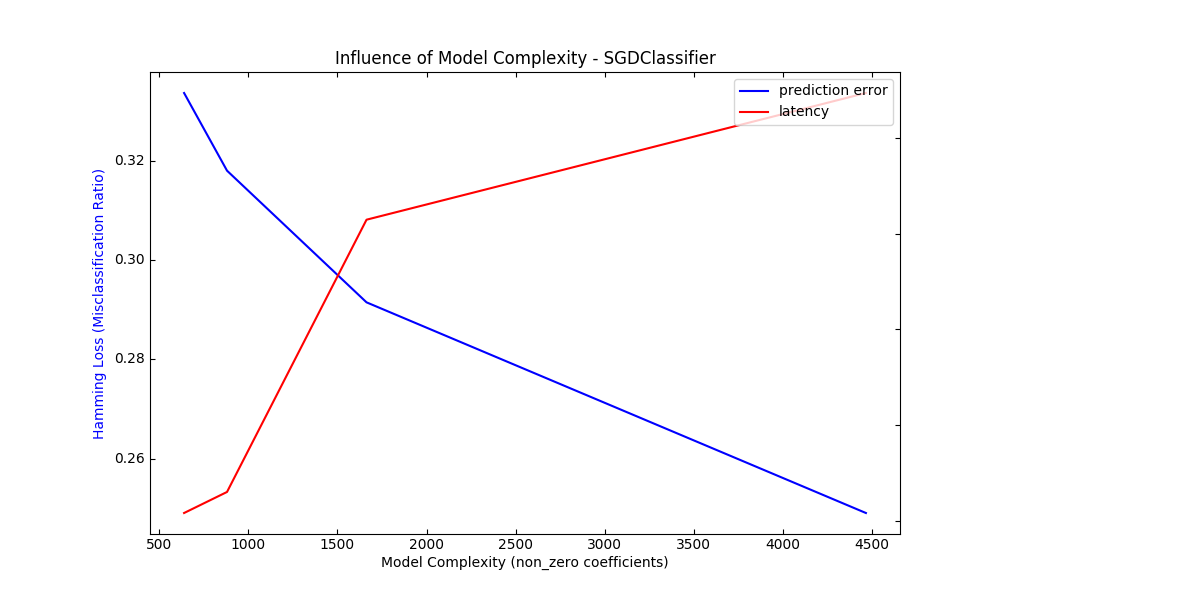 Influence of Model Complexity - SGDClassifier
prediction error
latency
Hamming Loss (Misclassification Ratio)
0.32
0.30
0.28
0.26
500 1000 1500 2000 2500 3000 3500 4000 4500
Model Complexity (non_zero coefficients)